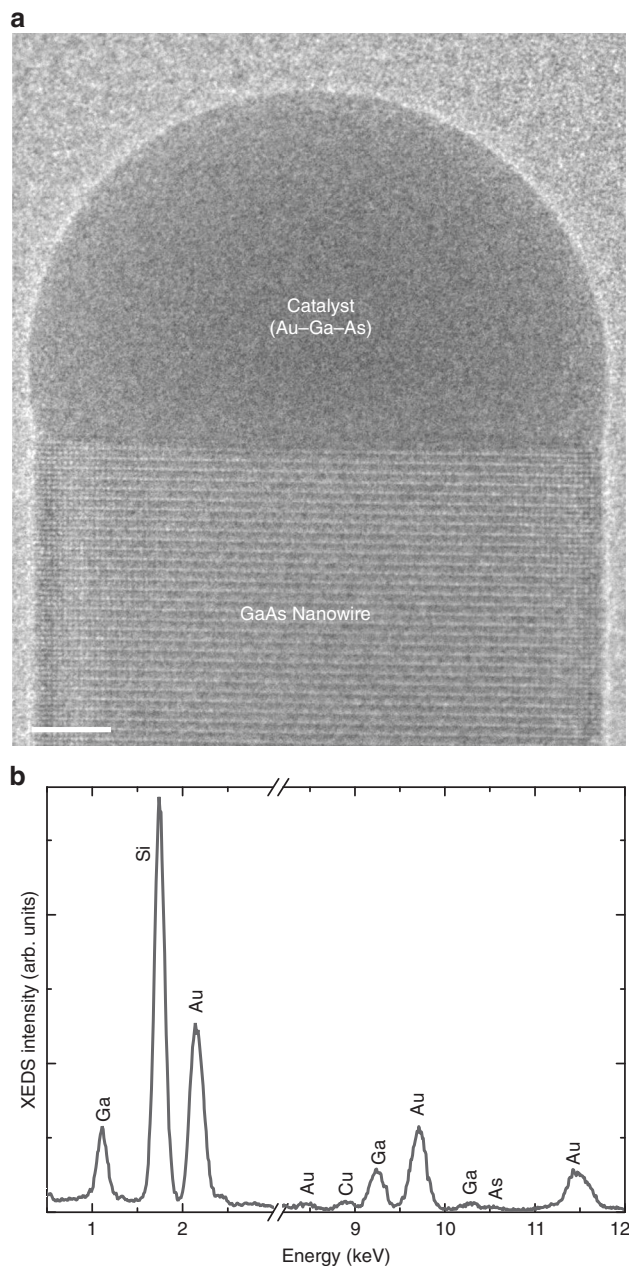 a
Catalyst
(Au–Ga–As)
GaAs Nanowire
b
XEDS intensity (arb. units)
Ga
Si
Au
Au
Cu
Ga
Au
Ga
As
Au
1
2
9
10
11
12
Energy (keV)